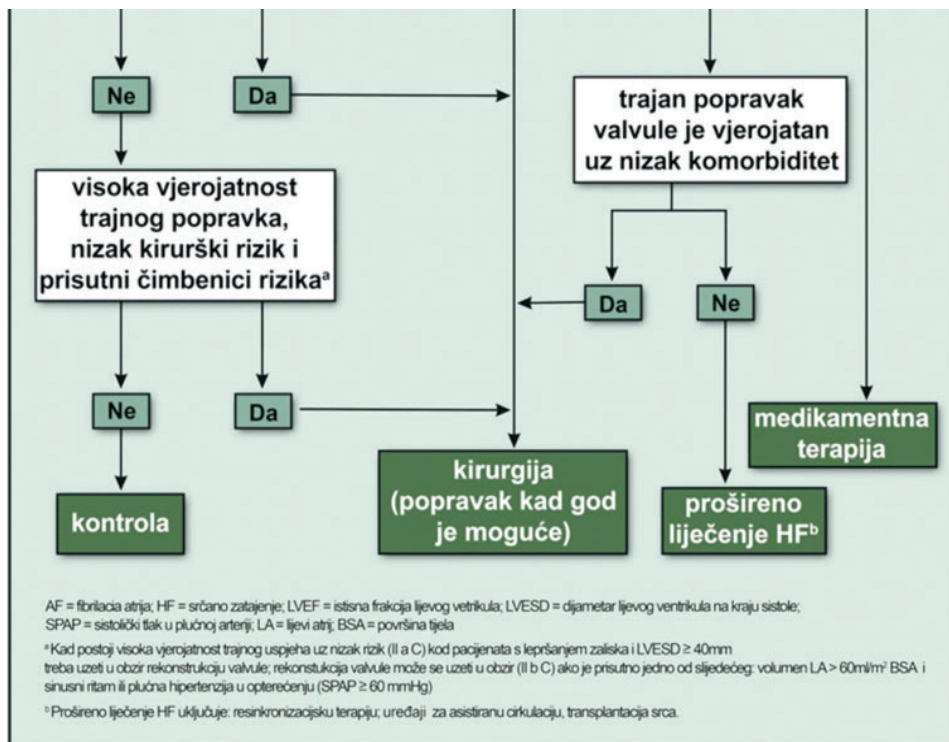 Ne
Da
trajan popravak
valvule je vjerojatan
uz nizak komorbiditet
visoka vjerojatnost
trajnog popravka,
nizak kirurški rizik i
prisutni čimbenici rizikaᵃ
Da
Ne
Ne
Da
medikamentna
terapija
kirurgija
(popravak kad god
je moguće)
kontrola
prošireno
liječenje HFᵇ
AF = fibrilacia atrija; HF = srčano zatajenje; LVEF = istisna frakcija lijevog vetrikula; LVESD = dijametar lijevog ventrikula na kraju sistole;
SPAP = sistolički tlak u plućnoj arteriji; LA = lijevi atrij; BSA = površina tijela
ᵃ Kad postoji visoka vjerojatnost trajnog uspjeha uz nizak rizik (II a C) kod pacijenata s lepršanjem zaliska i LVESD ≥ 40mm
treba uzeti u obzir rekonstrukciju valvule; rekonstukcija valvule može se uzeti u obzir (II b C) ako je prisutno jedno od slijedećeg: volumen LA > 60ml/m² BSA i
sinusni ritam ili plućna hipertenzija u opterećenju (SPAP ≥ 60 mmHg)
ᵇ Prošireno liječenje HF uključuje: resinkronizacijsku terapiju; uređaji za asistiranu cirkulaciju, transplantacija srca.